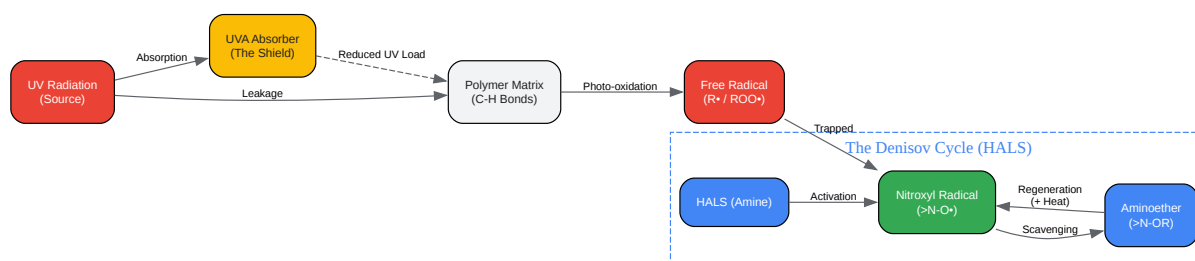 UV Radiation
(Source)
Absorption
Leakage
UVA Absorber
(The Shield)
Reduced UV Load
Polymer Matrix
(C-H Bonds)
Photo-oxidation
Free Radical
(R• / ROO•)
Trapped
The Denisov Cycle (HALS)
HALS (Amine)
Activation
Nitroxyl Radical
(>N-O•)
Regeneration
(+ Heat)
Scavenging
Aminoether
(>N-OR)